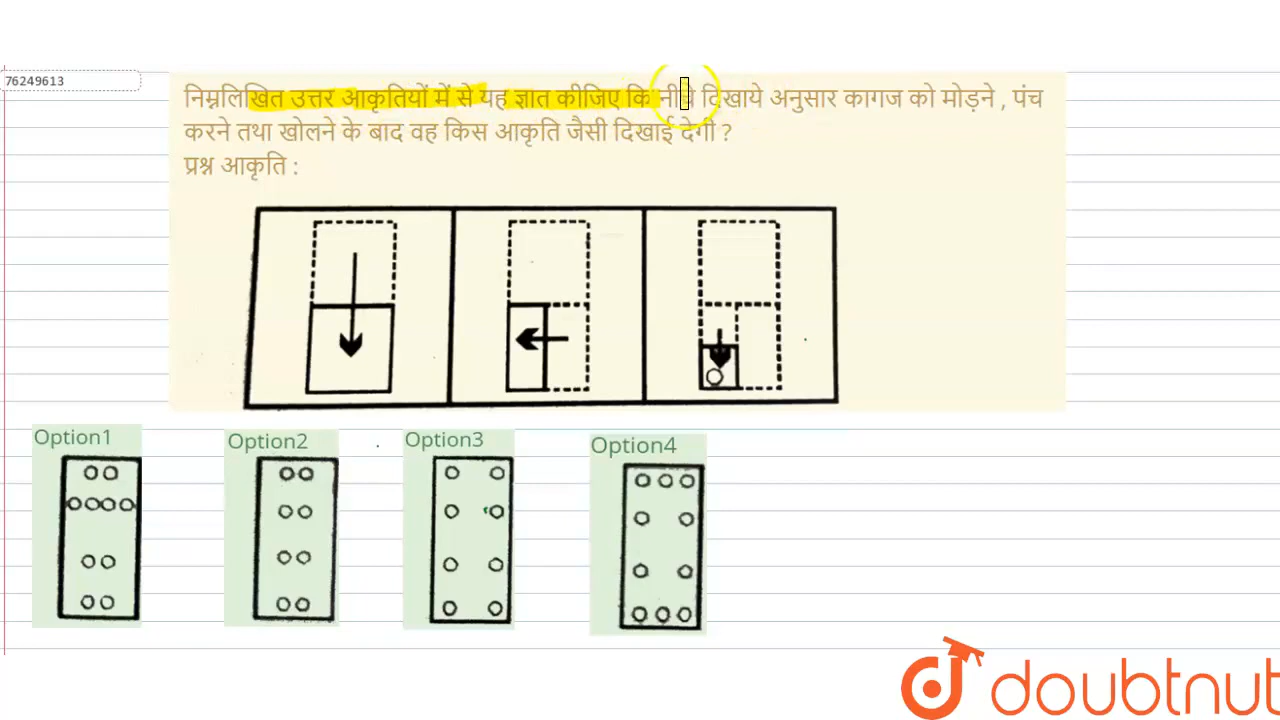 76249613
निम्नलिखित उत्तर आकृतियों में से यह ज्ञात कीजिए कि नीचे दिखाये अनुसार कागज को मोड़ने , पंच
करने तथा खोलने के बाद वह किस आकृति जैसी दिखाई देगी ?
प्रश्न आकृति :
Option1
Option2
Option3
Option4
doubtnut